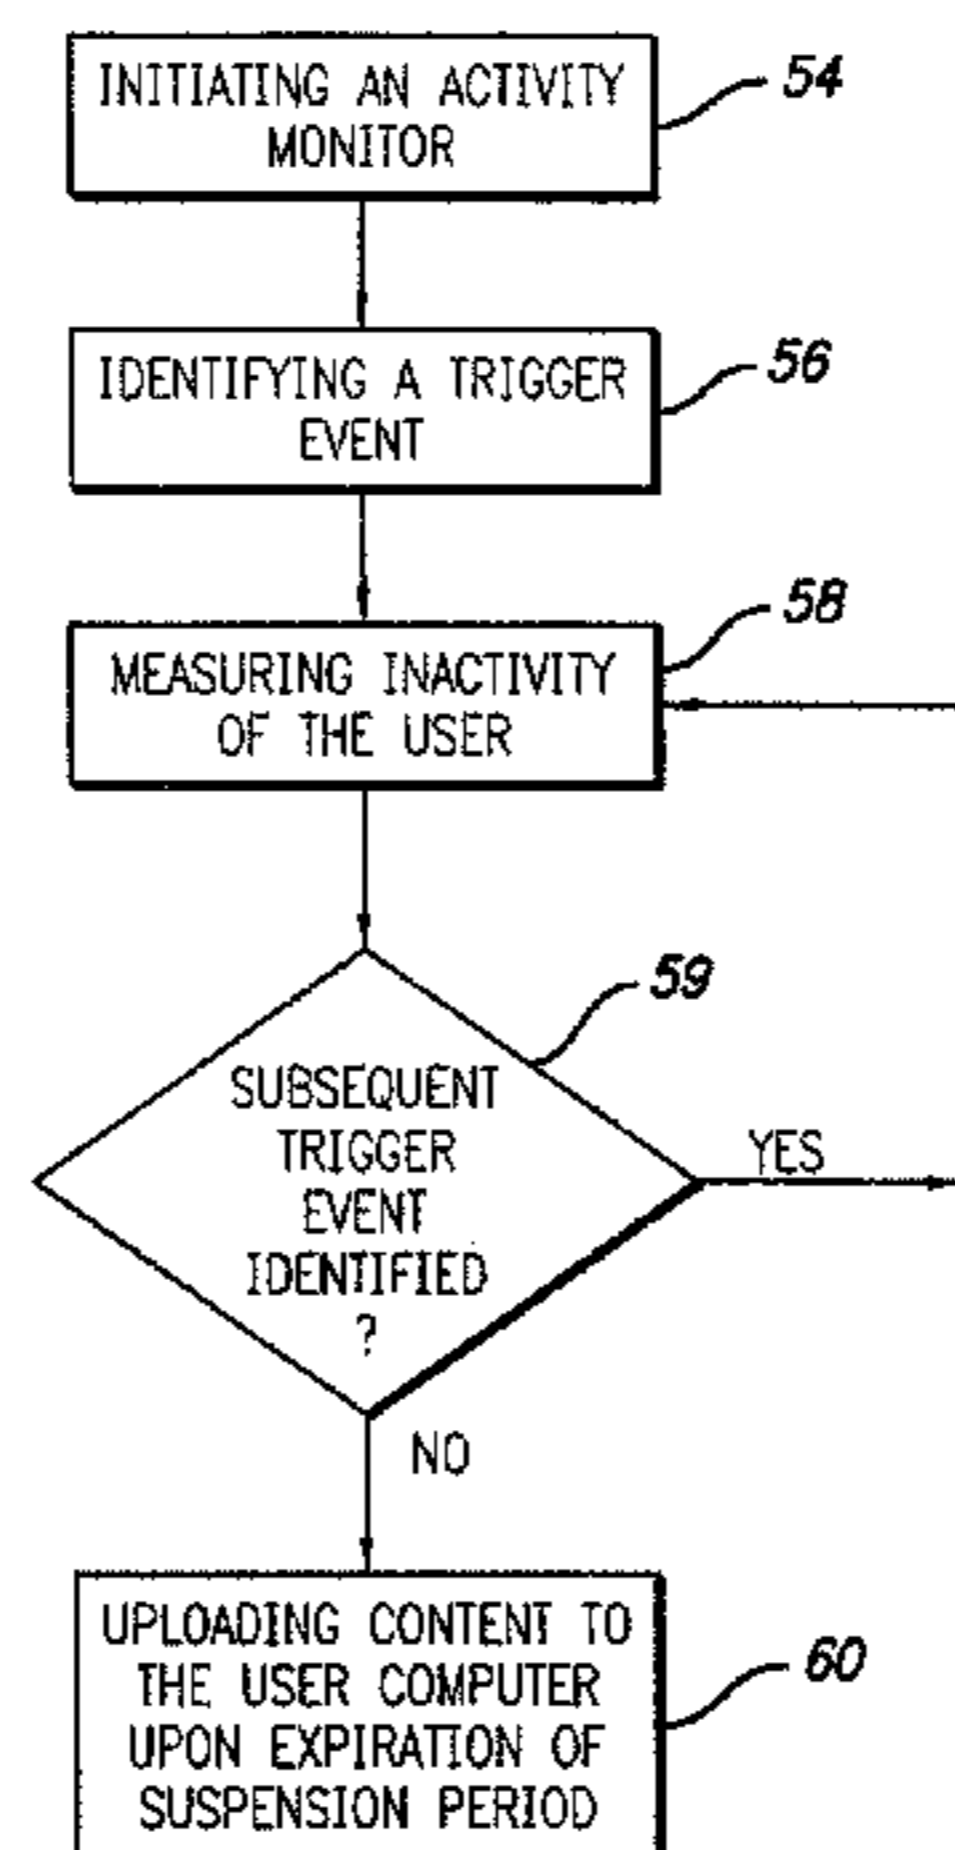 INITIATING AN ACTIVITY
MONITOR
54
IDENTIFYING A TRIGGER
EVENT
56
MEASURING INACTIVITY
OF THE USER
58
SUBSEQUENT
TRIGGER
EVENT
IDENTIFIED
?
59
YES
NO
UPLOADING CONTENT TO
THE USER COMPUTER
UPON EXPIRATION OF
SUSPENSION PERIOD
60